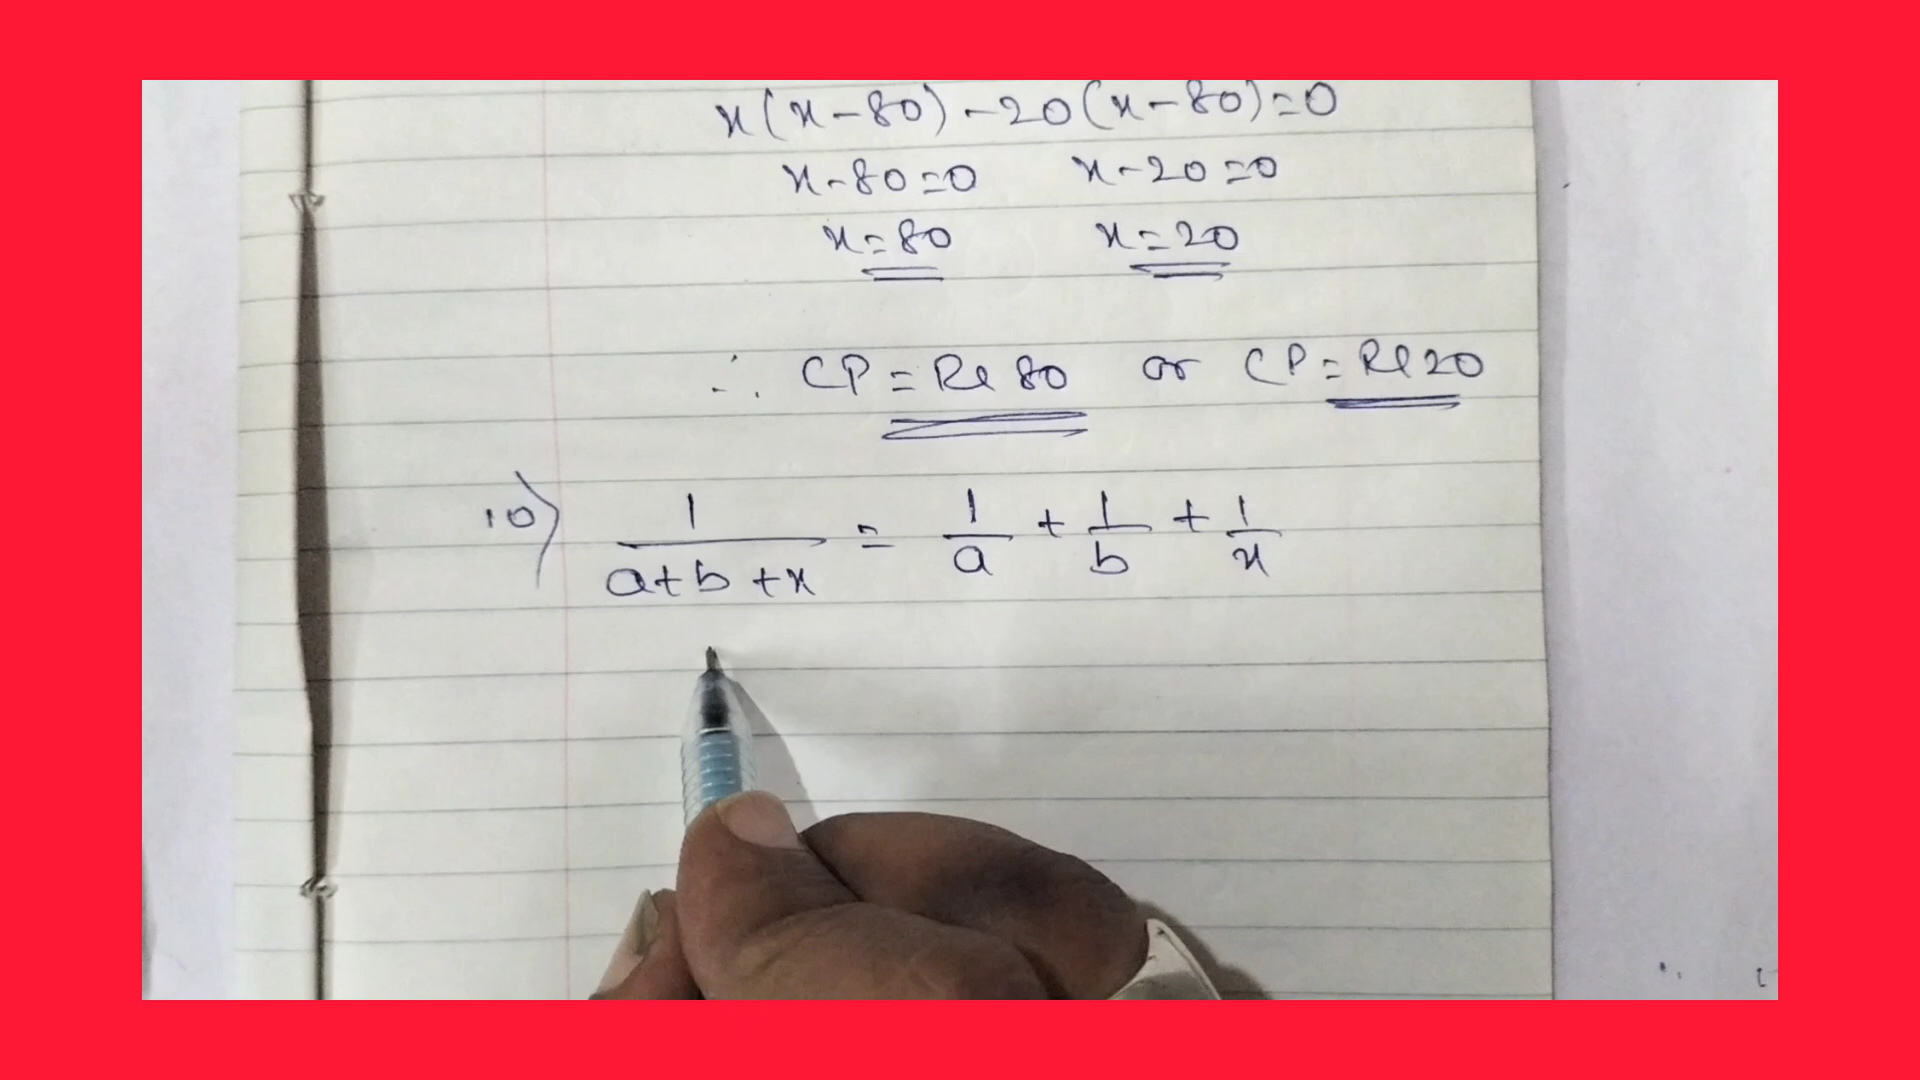 x(x-80)-20(x-80)=0
x-80=0 x-20=0
x=80 x=20
∴ CP=Rs 80 or CP=Rs 20
10) 1/(a+b+x) = 1/a + 1/b + 1/x